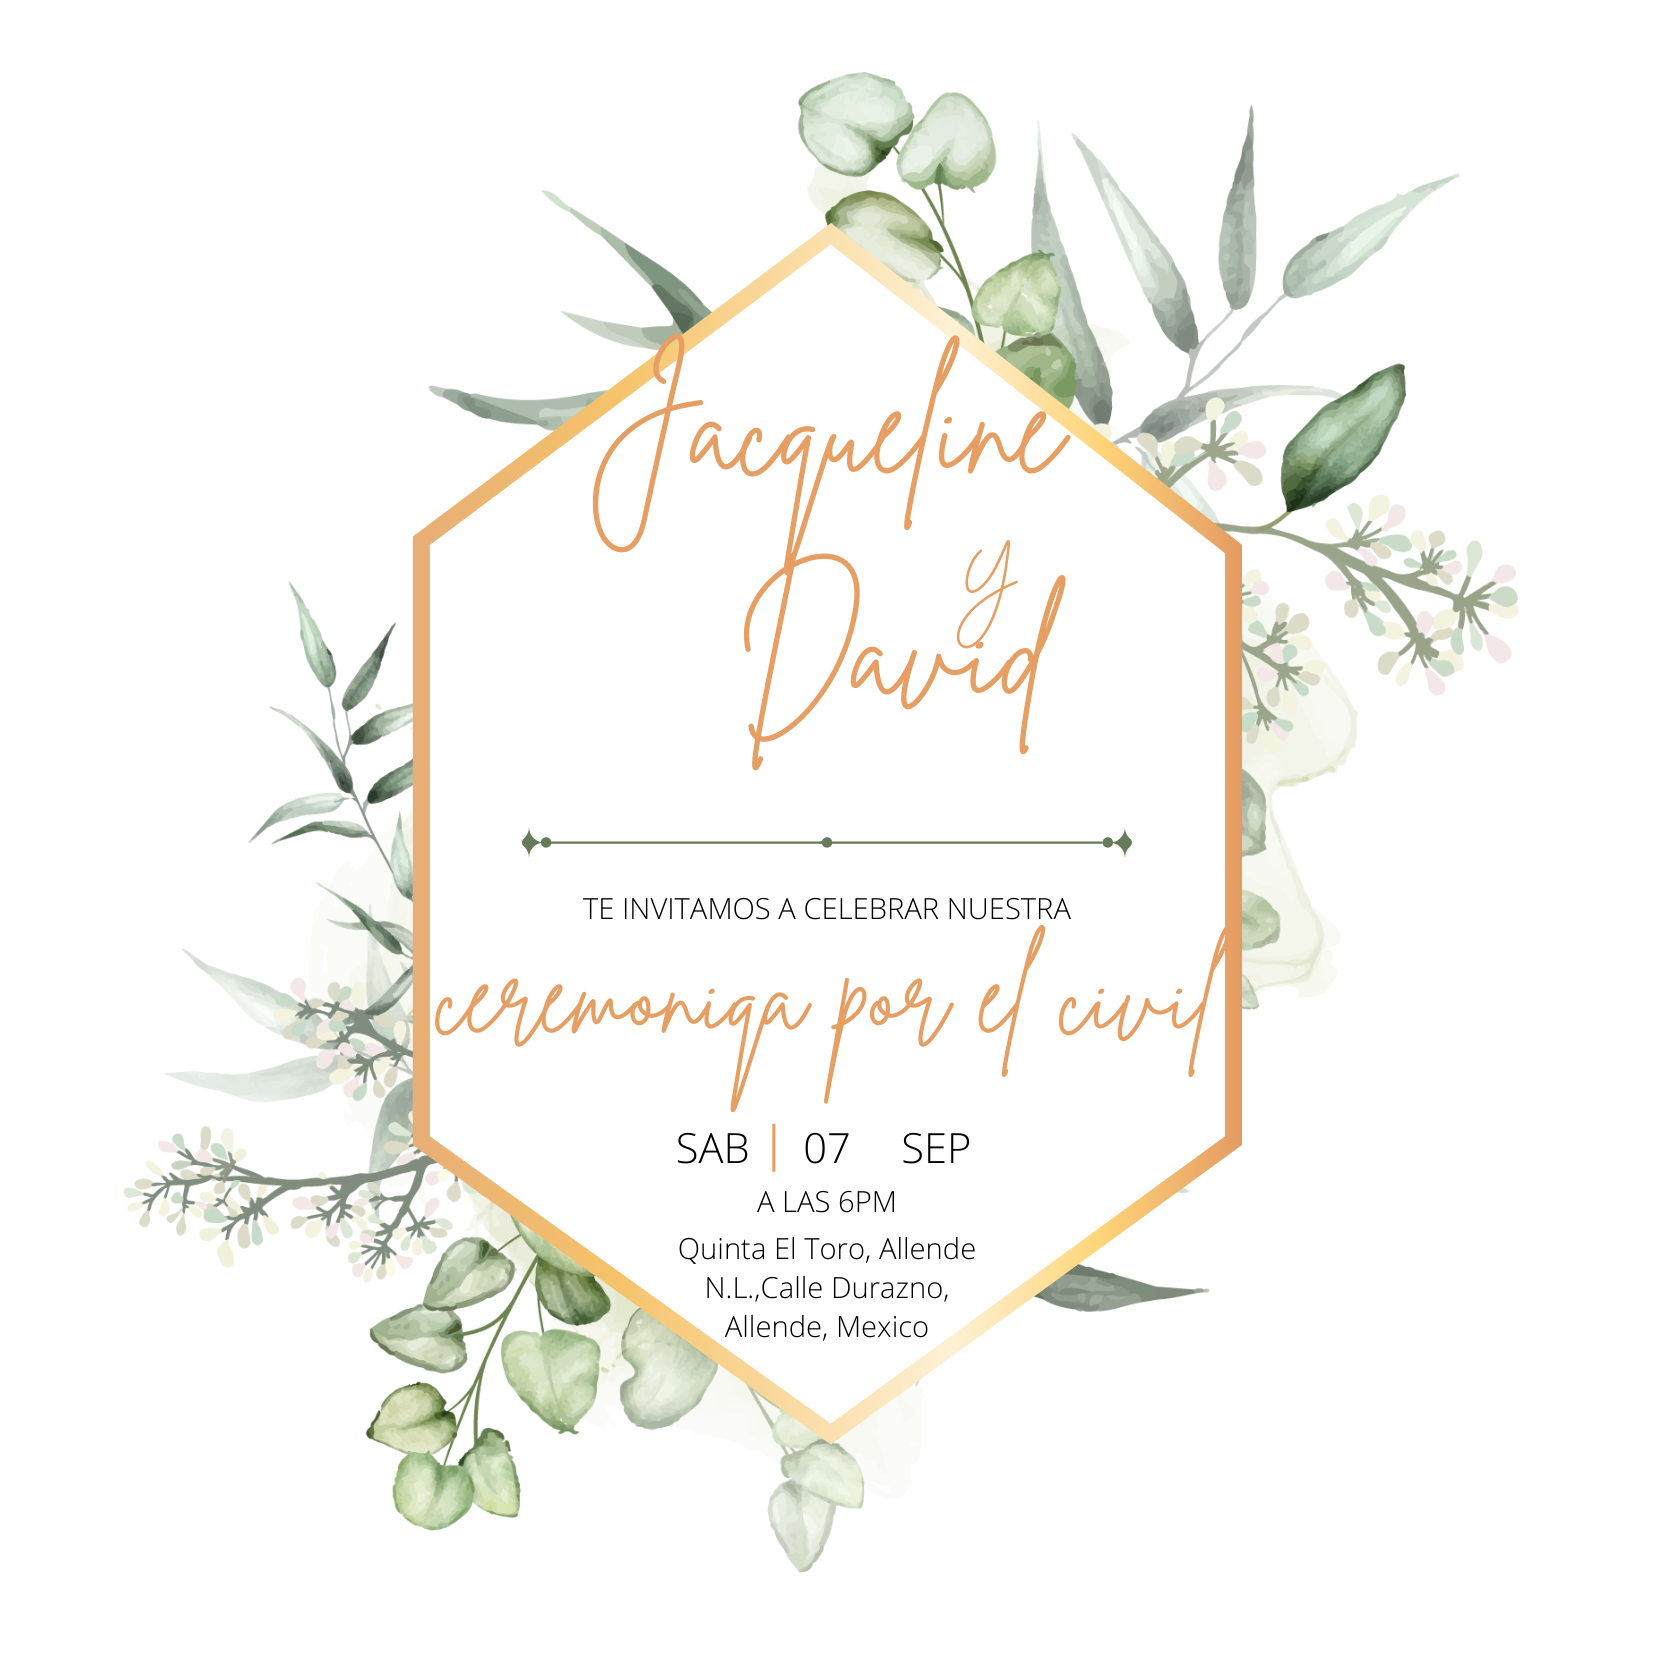 Jacqueline
y
David
TE INVITAMOS A CELEBRAR NUESTRA
ceremoniqa por el civil
SAB 07 SEP
A LAS 6PM
Quinta El Toro, Allende
N.L.,Calle Durazno,
Allende, Mexico